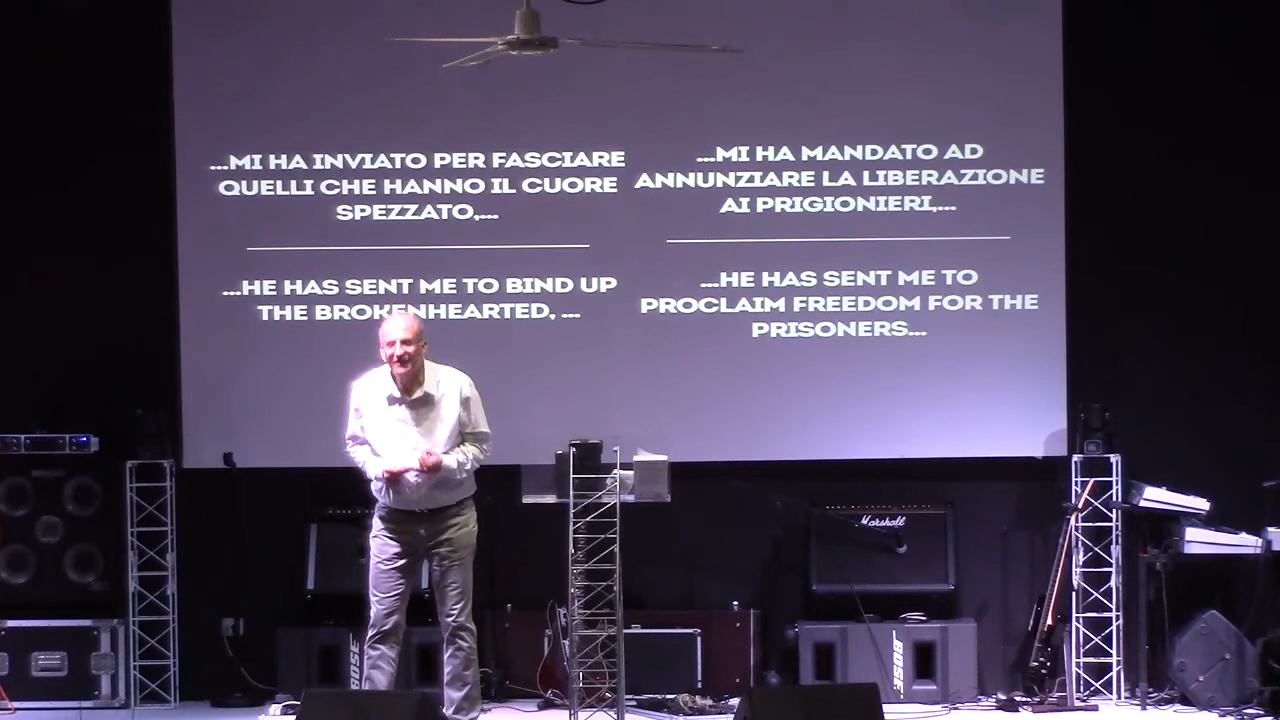 ...MI HA INVIATO PER FASCIARE
QUELLI CHE HANNO IL CUORE
SPEZZATO,...
...HE HAS SENT ME TO BIND UP
THE BROKENHEARTED, ...
...MI HA MANDATO AD
ANNUNZIARE LA LIBERAZIONE
AI PRIGIONIERI,...
...HE HAS SENT ME TO
PROCLAIM FREEDOM FOR THE
PRISONERS...
Marshall
BOSE
BOSE